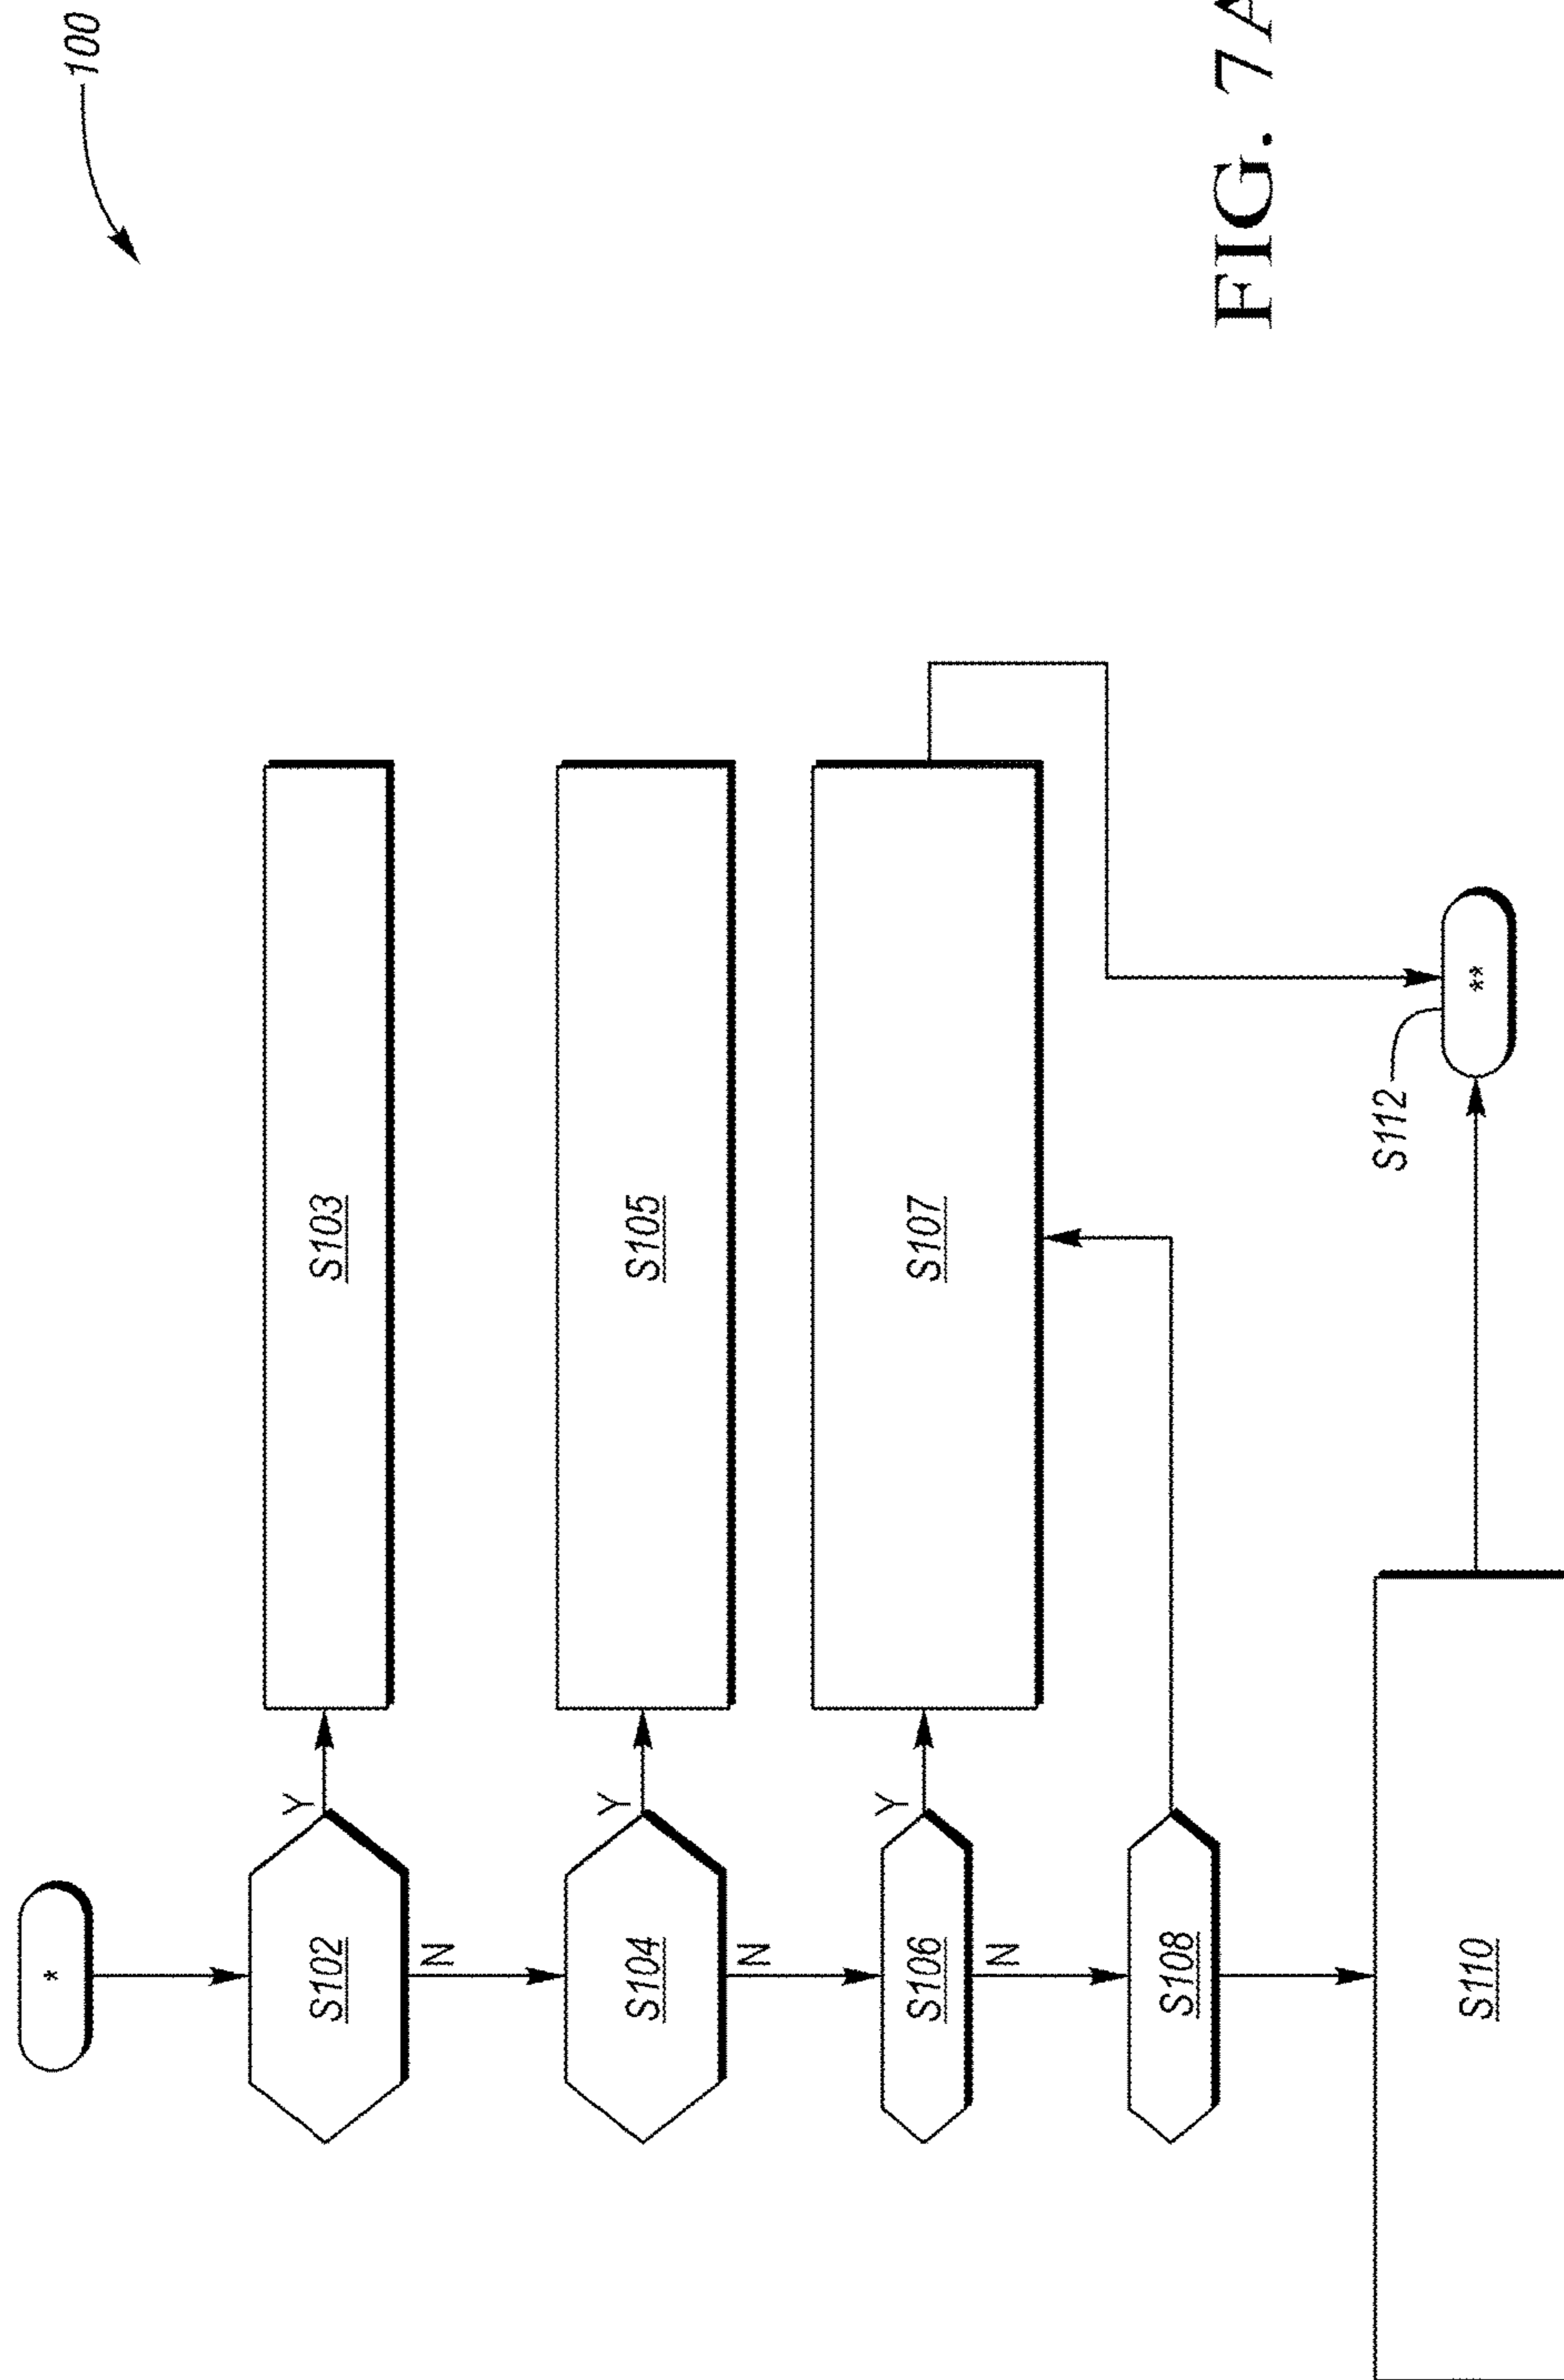 100
*
S102
Y
S103
N
S104
Y
S105
N
S106
Y
S107
N
S108
S110
S112
**
FIG. 7A